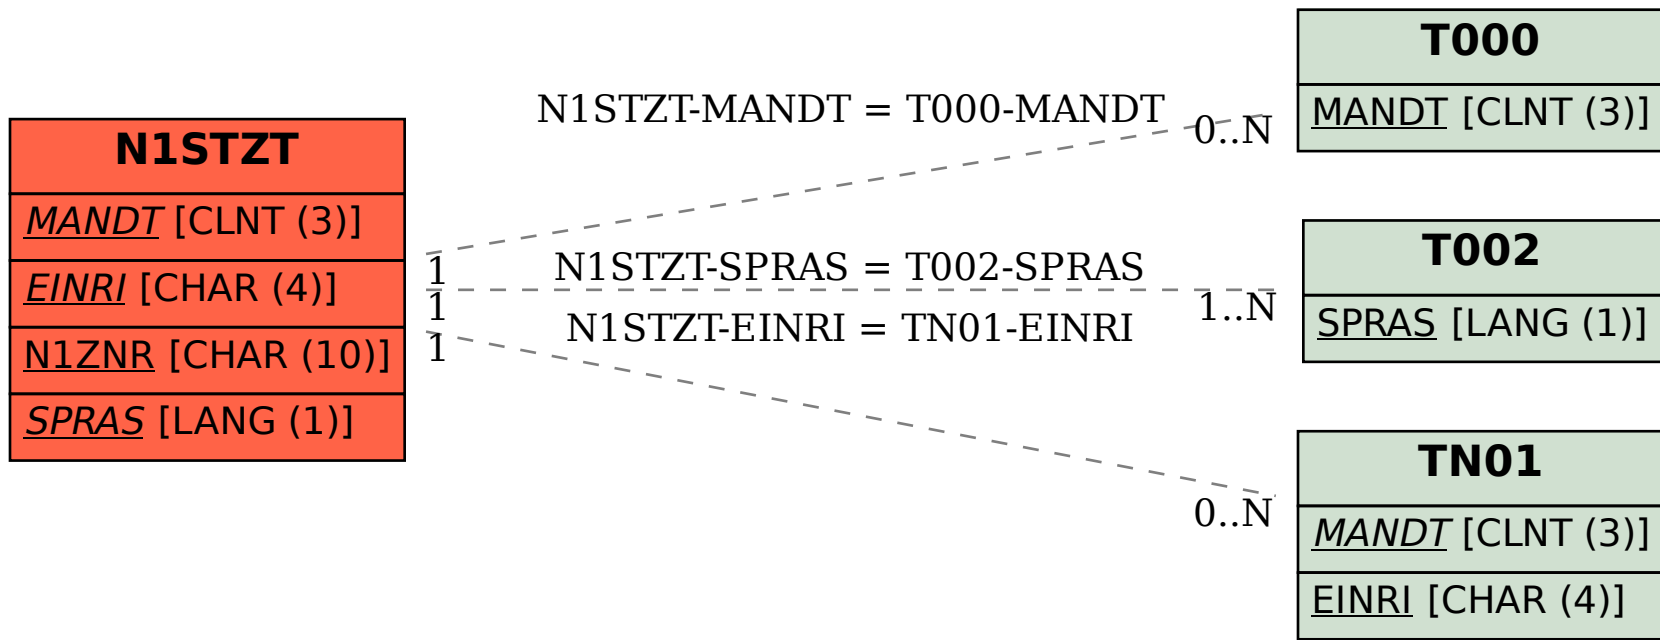 N1STZT
MANDT [CLNT (3)]
EINRI [CHAR (4)]
N1ZNR [CHAR (10)]
SPRAS [LANG (1)]
N1STZT-MANDT = T000-MANDT
0..N
1
N1STZT-SPRAS = T002-SPRAS
1..N
1
N1STZT-EINRI = TN01-EINRI
0..N
1
T000
MANDT [CLNT (3)]
T002
SPRAS [LANG (1)]
TN01
MANDT [CLNT (3)]
EINRI [CHAR (4)]